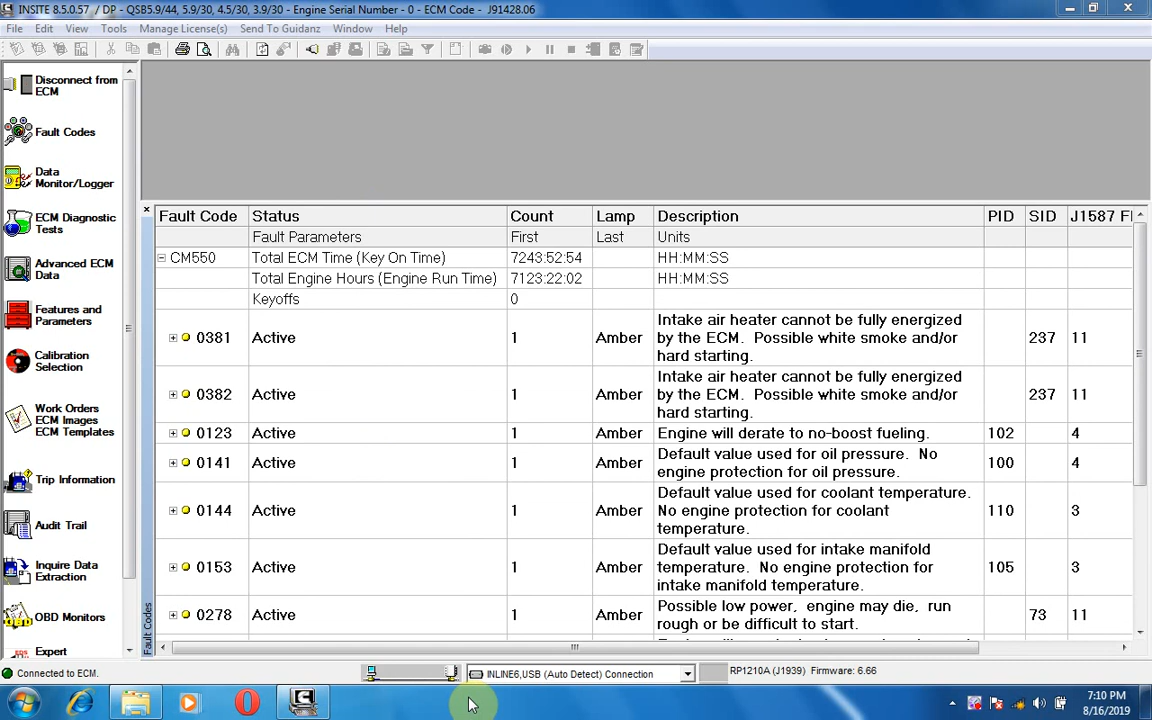 INSITE 8.5.0.57 / DP - QSB5.9/44, 5.9/30, 4.5/30, 3.9/30 - Engine Serial Number - 0 - ECM Code - J91428.06
File Edit View Tools Manage License(s) Send To Guidanz Window Help
Disconnect from
ECM
Fault Codes
Data
Monitor/Logger
ECM Diagnostic
Tests
Advanced ECM
Data
Features and
Parameters
Calibration
Selection
Work Orders
ECM Images
ECM Templates
Trip Information
Audit Trail
Inquire Data
Extraction
OBD Monitors
Expert
Fault Codes
Fault Code Status Count Lamp Description PID SID J1587 F
Fault Parameters First Last Units
CM550 Total ECM Time (Key On Time) 7243:52:54 HH:MM:SS
Total Engine Hours (Engine Run Time) 7123:22:02 HH:MM:SS
Keyoffs 0
Intake air heater cannot be fully energized
0381 Active 1 Amber by the ECM. Possible white smoke and/or 237 11
hard starting.
Intake air heater cannot be fully energized
0382 Active 1 Amber by the ECM. Possible white smoke and/or 237 11
hard starting.
0123 Active 1 Amber Engine will derate to no-boost fueling. 102 4
Default value used for oil pressure. No
0141 Active 1 Amber engine protection for oil pressure. 100 4
Default value used for coolant temperature.
0144 Active 1 Amber No engine protection for coolant 110 3
temperature.
Default value used for intake manifold
0153 Active 1 Amber temperature. No engine protection for 105 3
intake manifold temperature.
Possible low power, engine may die, run
0278 Active 1 Amber rough or be difficult to start. 73 11
Connected to ECM. INLINE6,USB (Auto Detect) Connection RP1210A (J1939) Firmware: 6.66
7:10 PM
8/16/2019